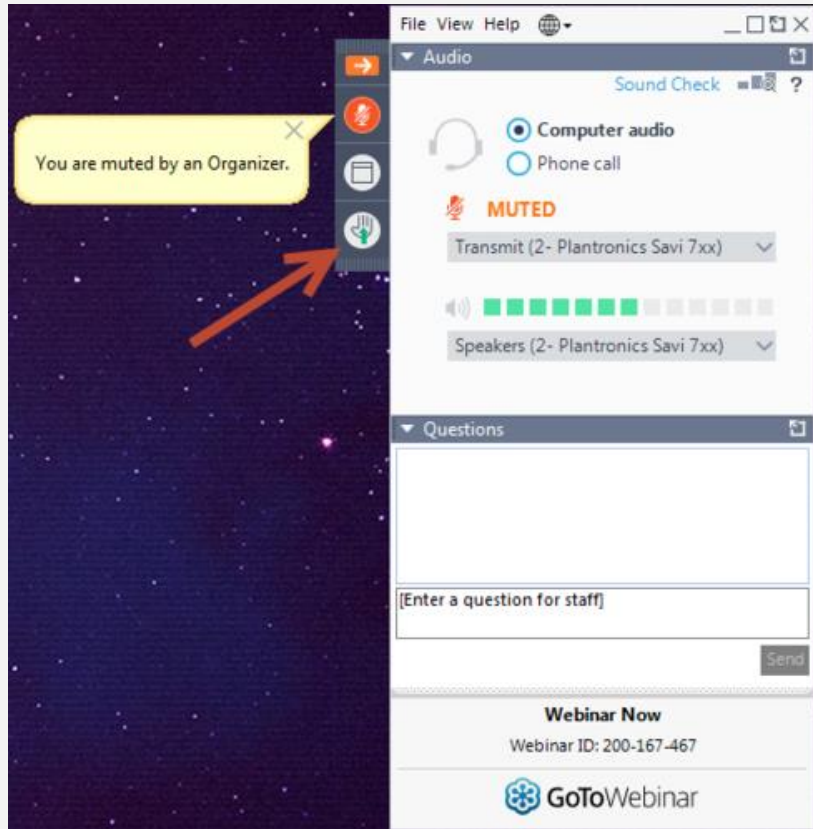 File View Help
Audio
Sound Check ?
You are muted by an Organizer.
Computer audio
Phone call
MUTED
Transmit (2- Plantronics Savi 7xx)
Speakers (2- Plantronics Savi 7xx)
Questions
[Enter a question for staff]
Send
Webinar Now
Webinar ID: 200-167-467
GoToWebinar